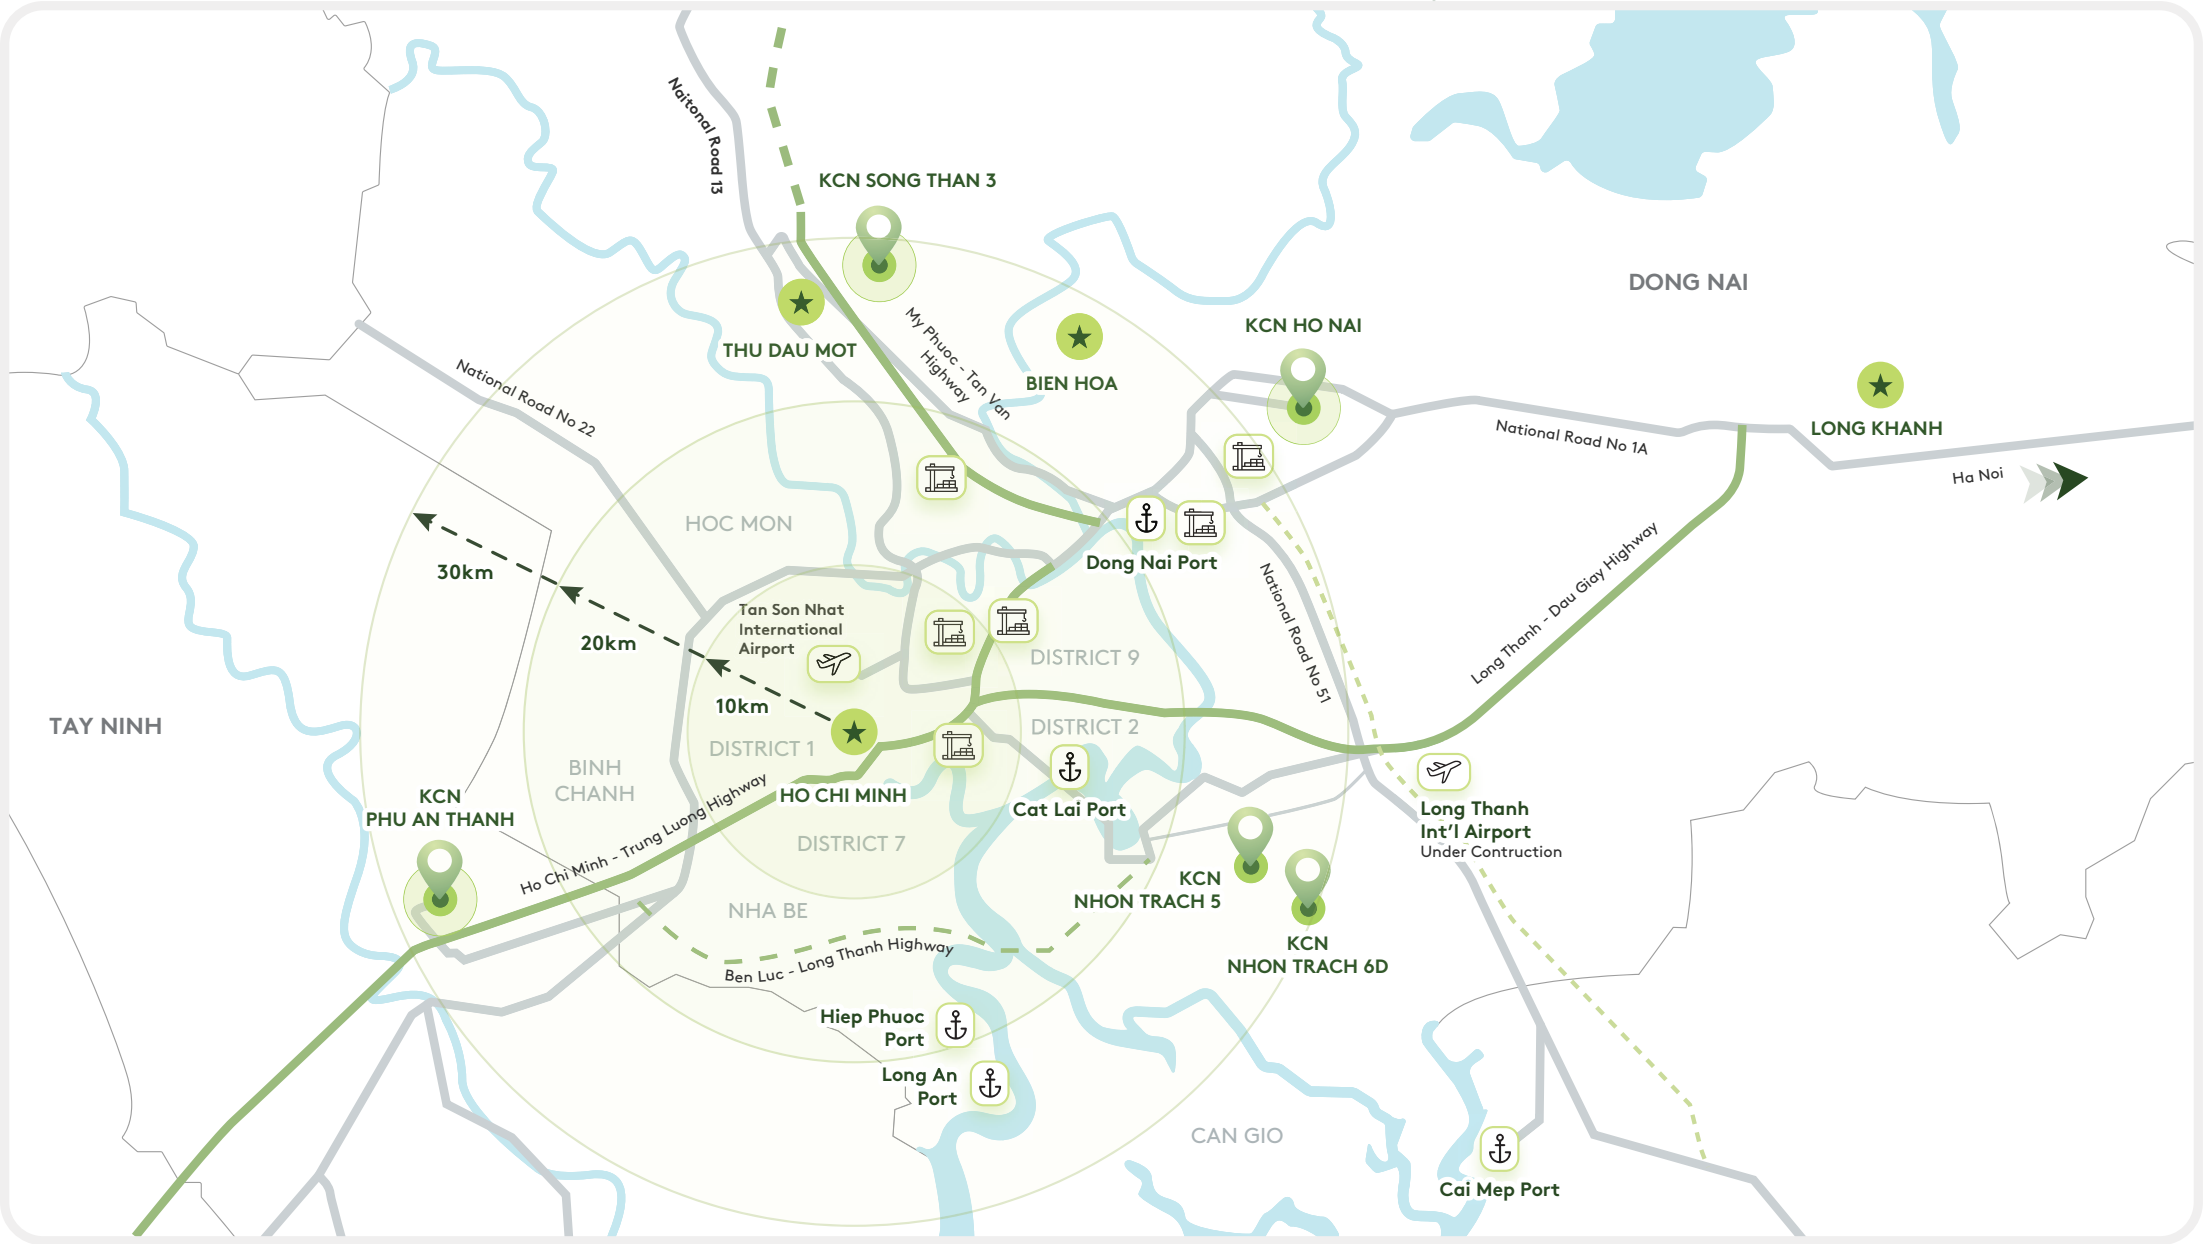 Naitonal Road 13
KCN SONG THAN 3
DONG NAI
THU DAU MOT
My Phuoc - Tan Van
Highway
BIEN HOA
KCN HO NAI
LONG KHANH
National Road No 22
National Road No 1A
Ha Noi
HOC MON
30km
20km
10km
Dong Nai Port
Tan Son Nhat
International
Airport
DISTRICT 9
National Road No 51
Long Thanh - Dau Giay Highway
TAY NINH
DISTRICT 1
DISTRICT 2
BINH
CHANH
HO CHI MINH
Cat Lai Port
KCN
PHU AN THANH
Ho Chi Minh - Trung Luong Highway
DISTRICT 7
Long Thanh
Int'l Airport
Under Contruction
KCN
NHON TRACH 5
NHA BE
KCN
NHON TRACH 6D
Ben Luc - Long Thanh Highway
Hiep Phuoc
Port
Long An
Port
CAN GIO
Cai Mep Port